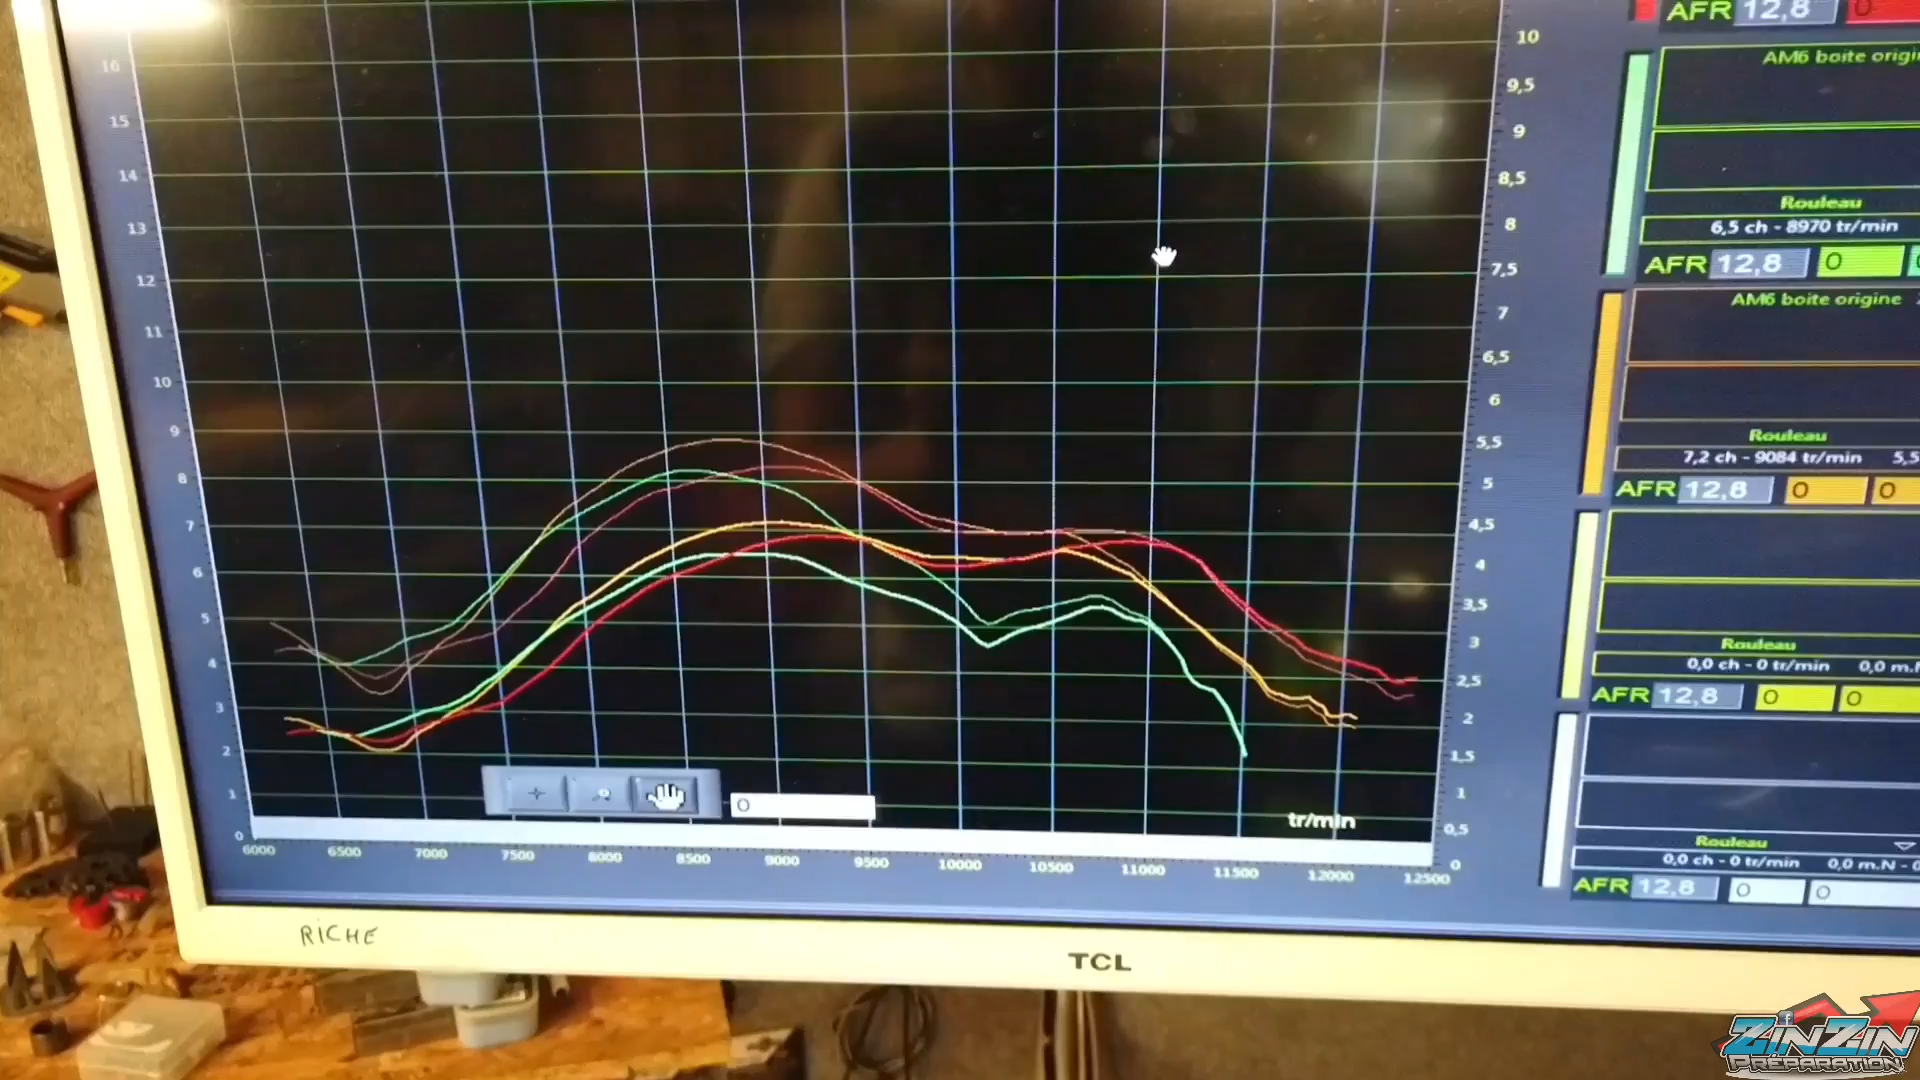 16
15
14
13
12
11
10
9
8
7
6
5
4
3
2
1
0
6000 6500 7000 7500 8000 8500 9000 9500 10000 10500 11000 11500 12000 12500
tr/min
0
10
9,5
9
8,5
8
7,5
7
6,5
6
5,5
5
4,5
4
3,5
3
2,5
2
1,5
1
0,5
0
AFR 12,8 0
AM6 boite origi
Rouleau
6,5 ch - 8970 tr/min
AFR 12,8 0
AM6 boite origine
Rouleau
7,2 ch - 9084 tr/min 5,5
AFR 12,8 0 0
Rouleau
0,0 ch - 0 tr/min 0,0 m.N
AFR 12,8 0 0
Rouleau
0,0 ch - 0 tr/min 0,0 m.N - 0
AFR 12,8 0 0
RiCHE
TCL
ZiNZiN
PREPARATION